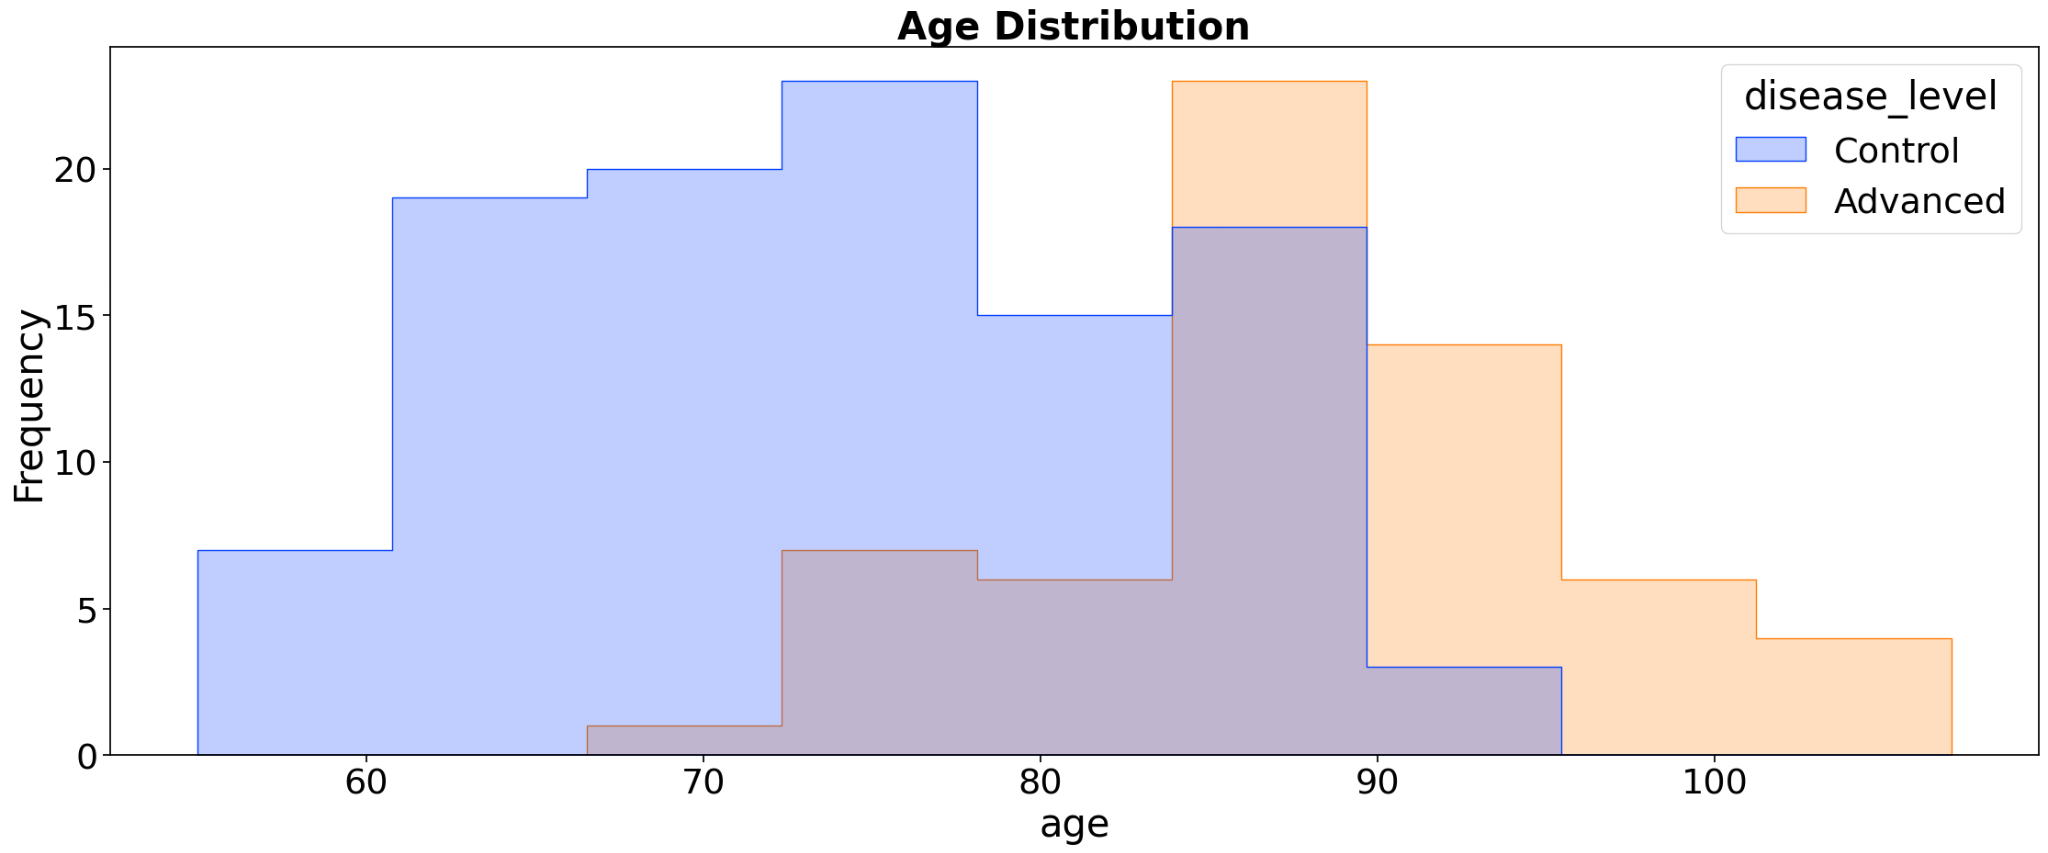 Age Distribution
disease_level
Control
Advanced
Frequency
20
15
10
5
0
60 70 80 90 100
age